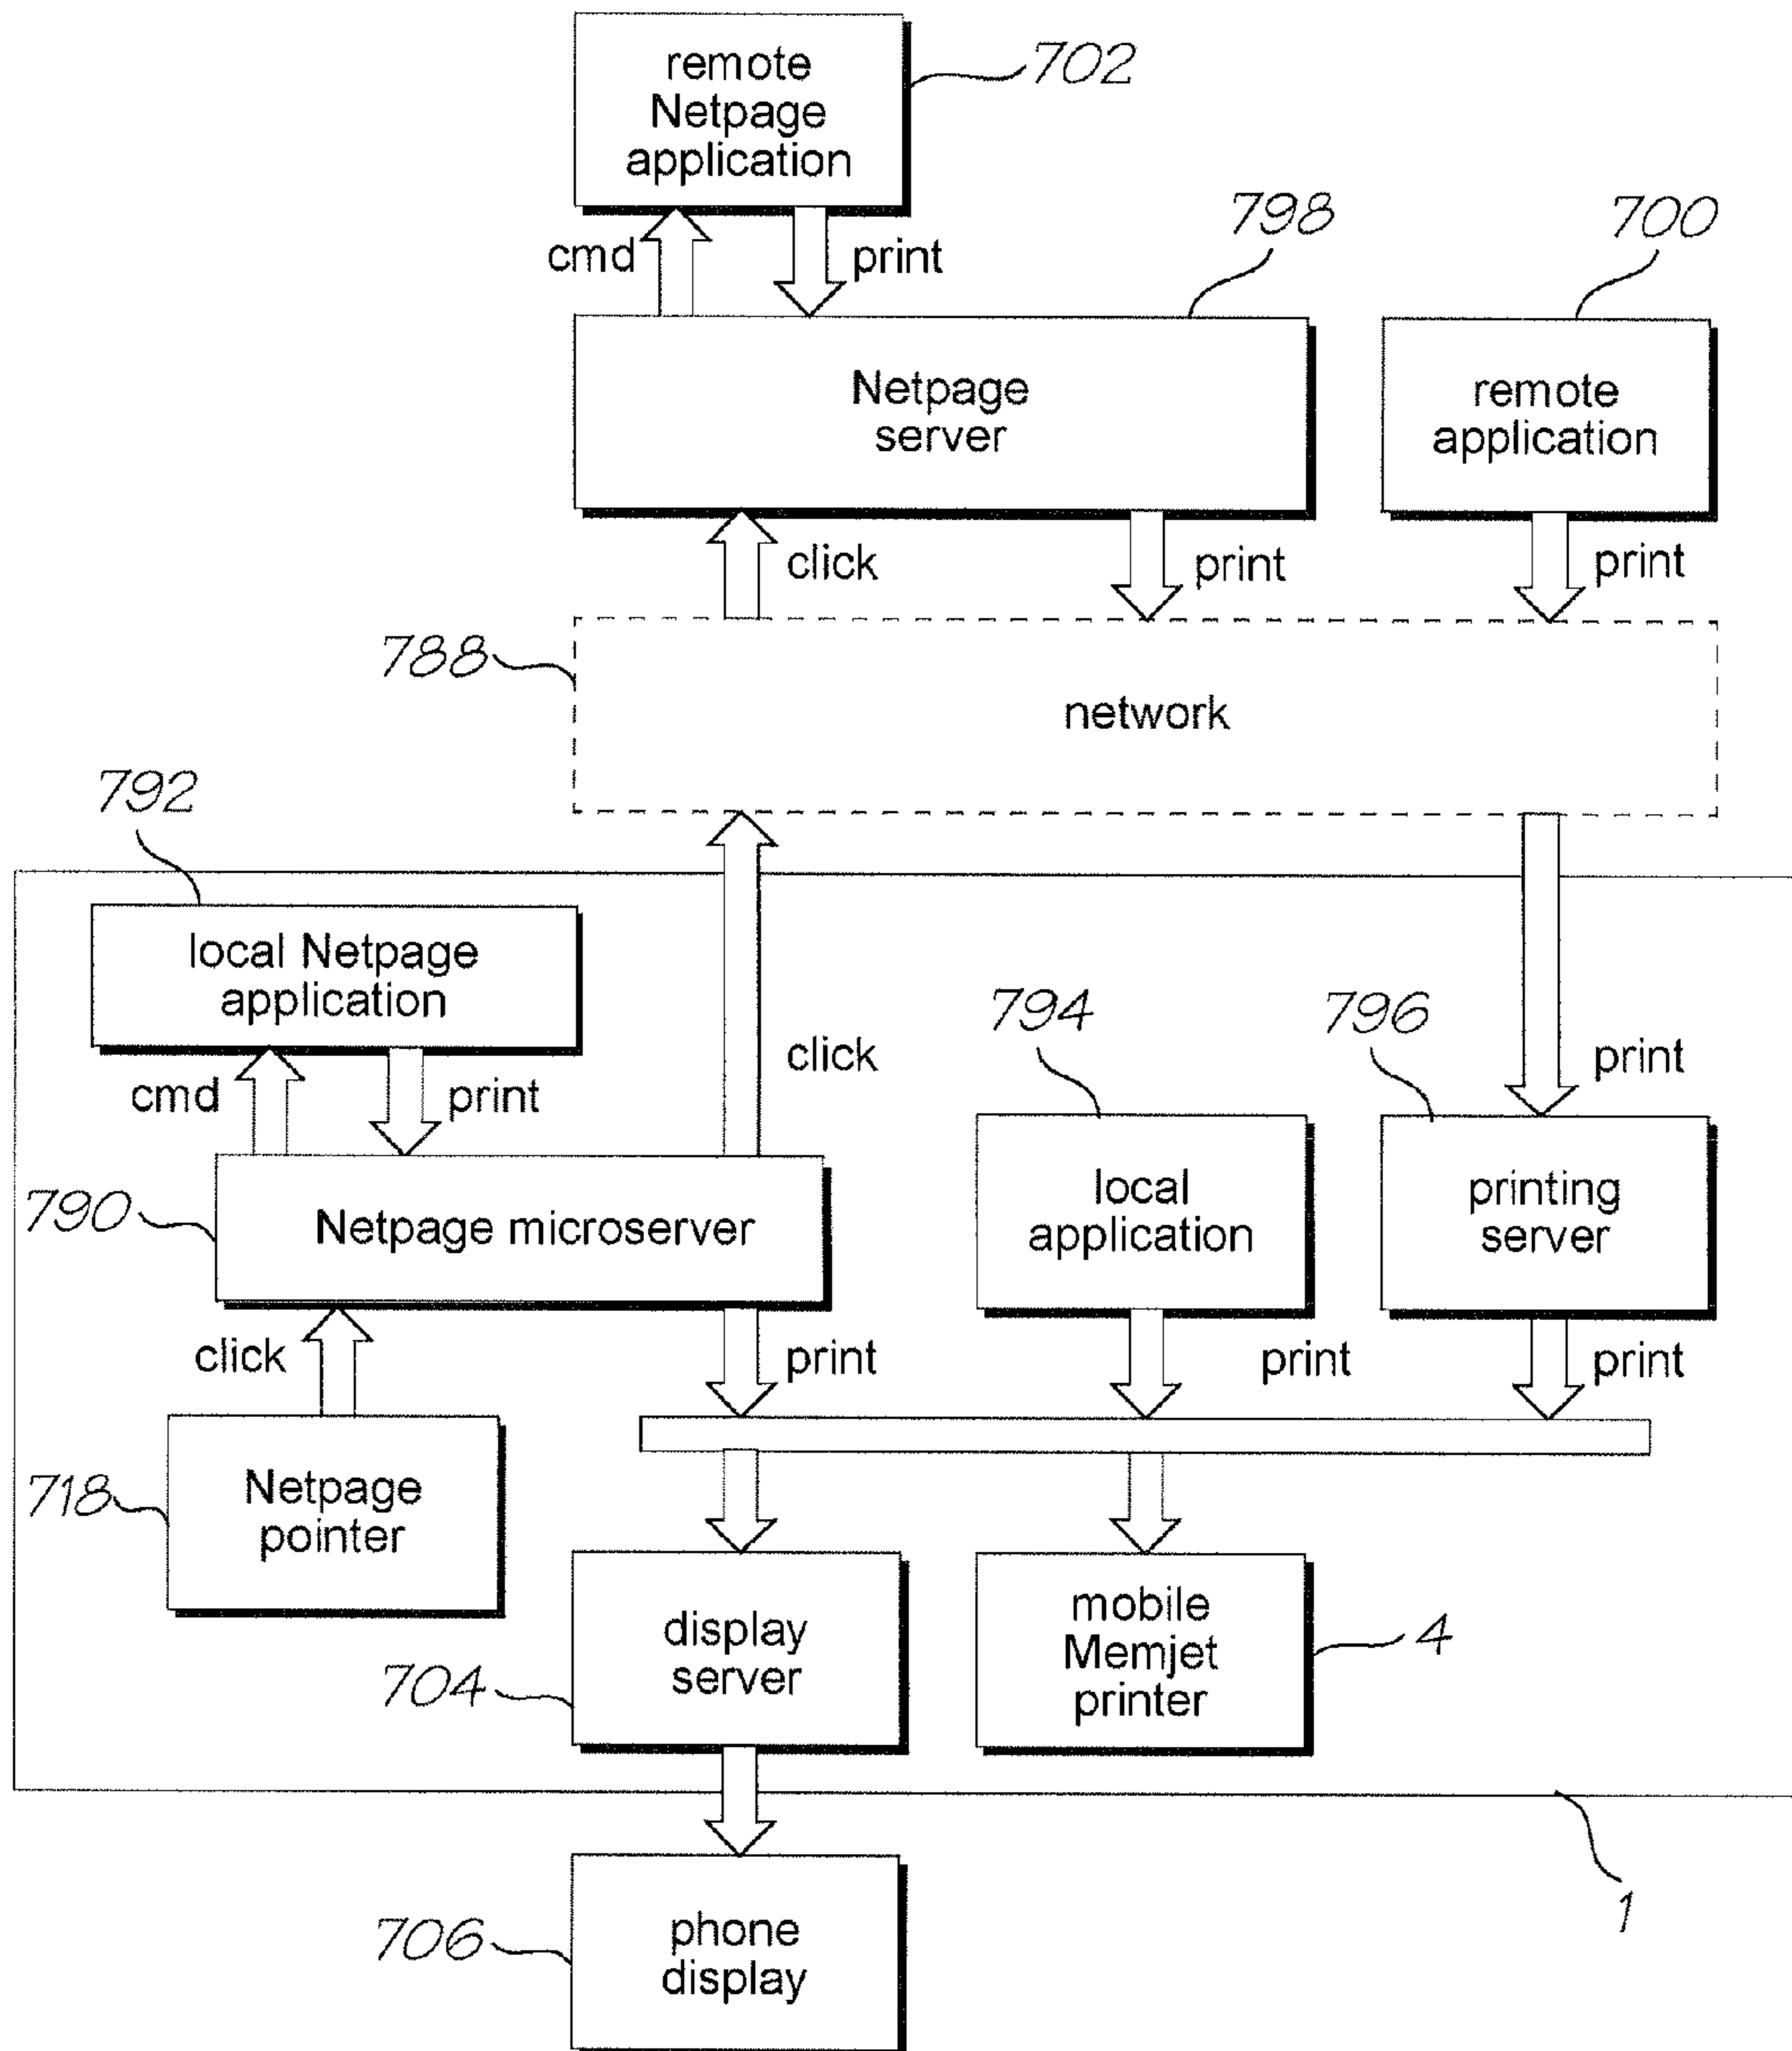 remote
Netpage
application
702
cmd
print
798
700
Netpage
server
remote
application
click
print
print
788
network
792
local Netpage
application
794
796
click
print
cmd
print
790
Netpage microserver
local
application
printing
server
click
print
print
print
718
Netpage
pointer
display
server
704
mobile
Memjet
printer
4
1
706
phone
display